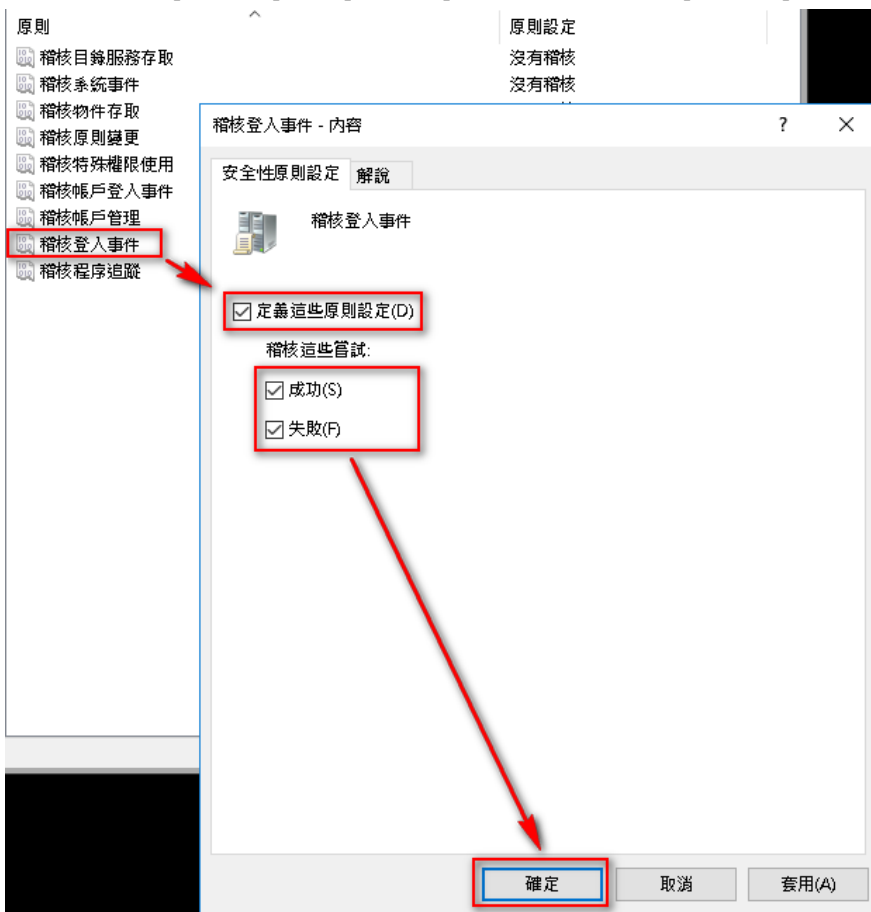 原則 原則設定
稽核目錄服務存取 沒有稽核
稽核系統事件 沒有稽核
稽核物件存取
稽核原則變更
稽核特殊權限使用
稽核帳戶登入事件
稽核帳戶管理
稽核登入事件
稽核程序追蹤
稽核登入事件 - 內容 ?
安全性原則設定 解說
稽核登入事件
定義這些原則設定(D)
稽核這些嘗試:
成功(S)
失敗(F)
確定 取消 套用(A)